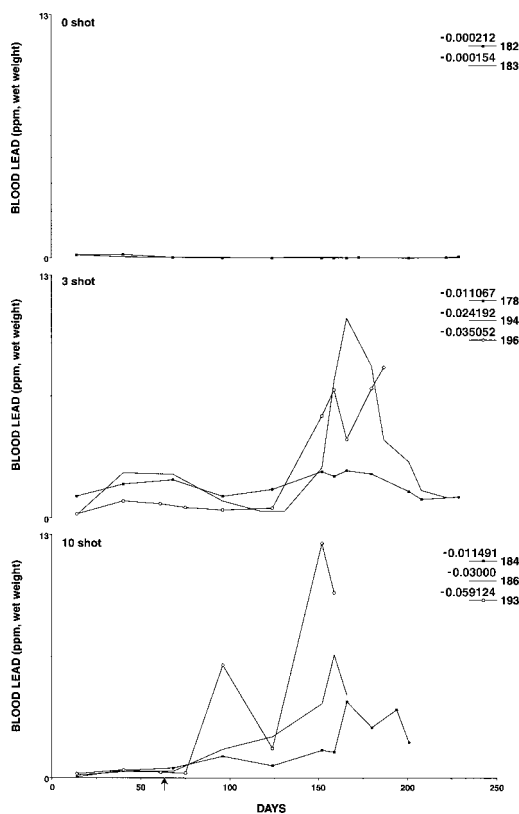 13
0 shot
-0.000212
182
-0.000154
183
BLOOD LEAD (ppm, wet weight)
0
13
3 shot
-0.011067
178
-0.024192
194
-0.035052
196
BLOOD LEAD (ppm, wet weight)
0
13
10 shot
-0.011491
184
-0.03000
186
-0.059124
193
BLOOD LEAD (ppm, wet weight)
0
0 50 100 150 200 250
DAYS